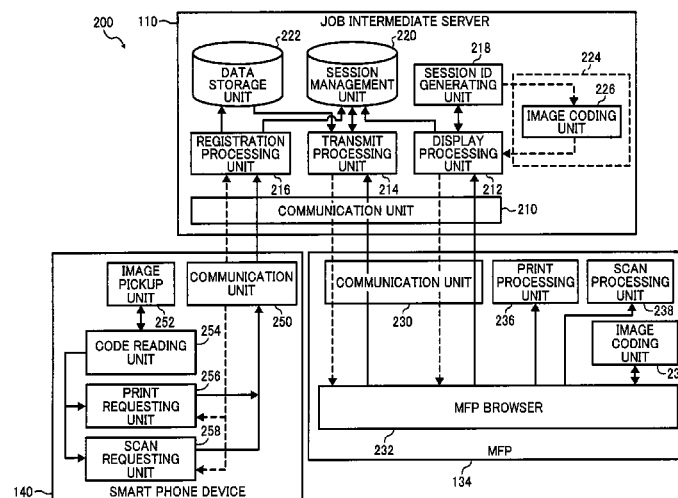 200
110
JOB INTERMEDIATE SERVER
222
220
218
224
DATA
STORAGE
UNIT
SESSION
MANAGEMENT
UNIT
SESSION ID
GENERATING
UNIT
226
IMAGE CODING
UNIT
REGISTRATION
PROCESSING
UNIT
TRANSMIT
PROCESSING
UNIT
DISPLAY
PROCESSING
UNIT
216
214
212
COMMUNICATION UNIT
210
IMAGE
PICKUP
UNIT
COMMUNICATION
UNIT
252
250
254
CODE READING
UNIT
256
PRINT
REQUESTING
UNIT
258
SCAN
REQUESTING
UNIT
140
SMART PHONE DEVICE
COMMUNICATION UNIT
230
PRINT
PROCESSING
UNIT
236
SCAN
PROCESSING
UNIT
238
IMAGE
CODING
UNIT
MFP BROWSER
232
MFP
134